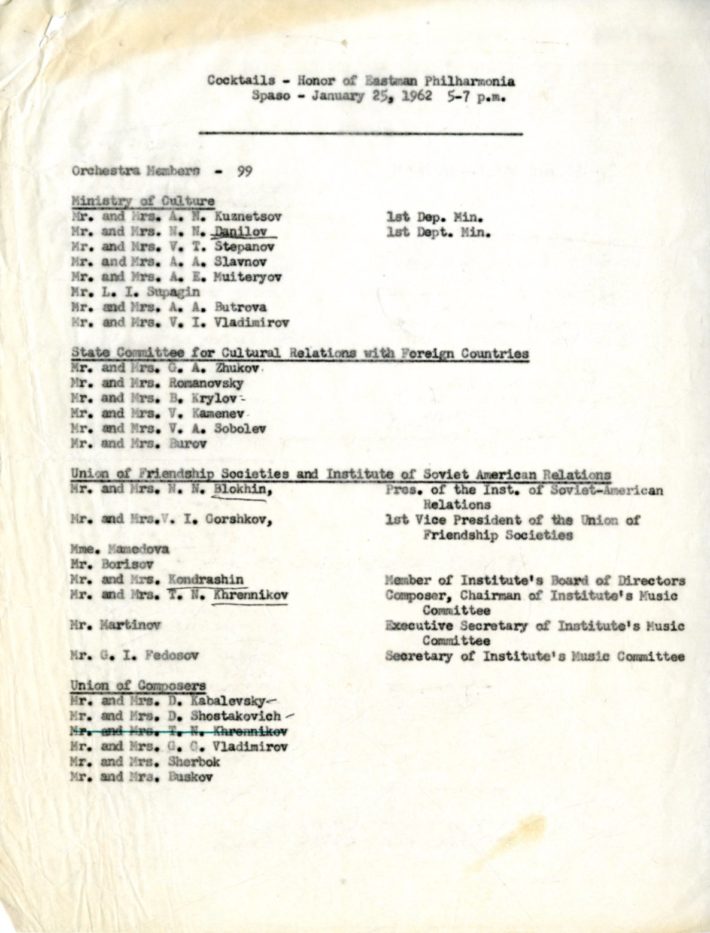 Cocktails - Honor of Eastman Philharmonia
Spaso - January 25, 1962 5-7 p.m.
Orchestra Members - 99
Ministry of Culture
Mr. and Mrs. A. N. Kuznetsov 1st Dep. Min.
Mr. and Mrs. N. N. Danilov 1st Dept. Min.
Mr. and Mrs. V. T. Stepanov
Mr. and Mrs. A. A. Slavnov
Mr. and Mrs. A. E. Muiteryov
Mr. L. I. Supagin
Mr. and Mrs. A. A. Butrova
Mr. and Mrs. V. I. Vladimirov
State Committee for Cultural Relations with Foreign Countries
Mr. and Mrs. G. A. Zhukov
Mr. and Mrs. Romanovsky
Mr. and Mrs. B. Krylov
Mr. and Mrs. V. Kamenev
Mr. and Mrs. V. A. Sobolev
Mr. and Mrs. Burov
Union of Friendship Societies and Institute of Soviet American Relations
Mr. and Mrs. N. N. Blokhin, Pres. of the Inst. of Soviet-American
Relations
Mr. and Mrs.V. I. Gorshkov, 1st Vice President of the Union of
Friendship Societies
Mme. Mamedova
Mr. Borisov
Mr. and Mrs. Kondrashin Member of Institute's Board of Directors
Mr. and Mrs. T. N. Khrennikov Composer, Chairman of Institute's Music
Committee
Mr. Martinov Executive Secretary of Institute's Music
Committee
Mr. G. I. Fedosov Secretary of Institute's Music Committee
Union of Composers
Mr. and Mrs. D. Kabalevsky
Mr. and Mrs. D. Shostakovich
Mr. and Mrs. T. N. Khrennikov
Mr. and Mrs. G. G. Vladimirov
Mr. and Mrs. Sherbok
Mr. and Mrs. Buskov